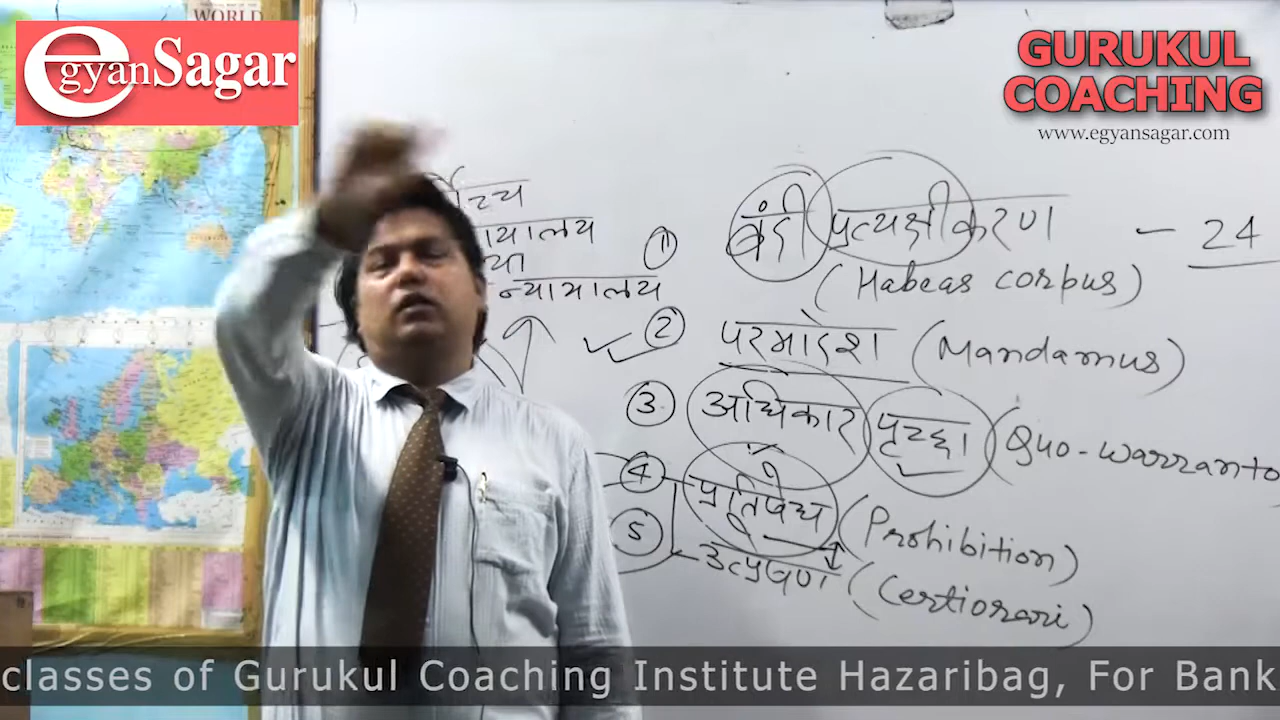 WORLD
egyanSagar
GURUKUL
COACHING
www.egyansagar.com
न्यायालय
① बंदी प्रत्यक्षीकरण - 24
(Habeas corpus)
② परमादेश (Mandamus)
③ अधिकार पृच्छा (Quo-warranto
④ प्रतिषेध (Prohibition)
⑤ उत्प्रेषण (Certiorari)
classes of Gurukul Coaching Institute Hazaribag, For Bank